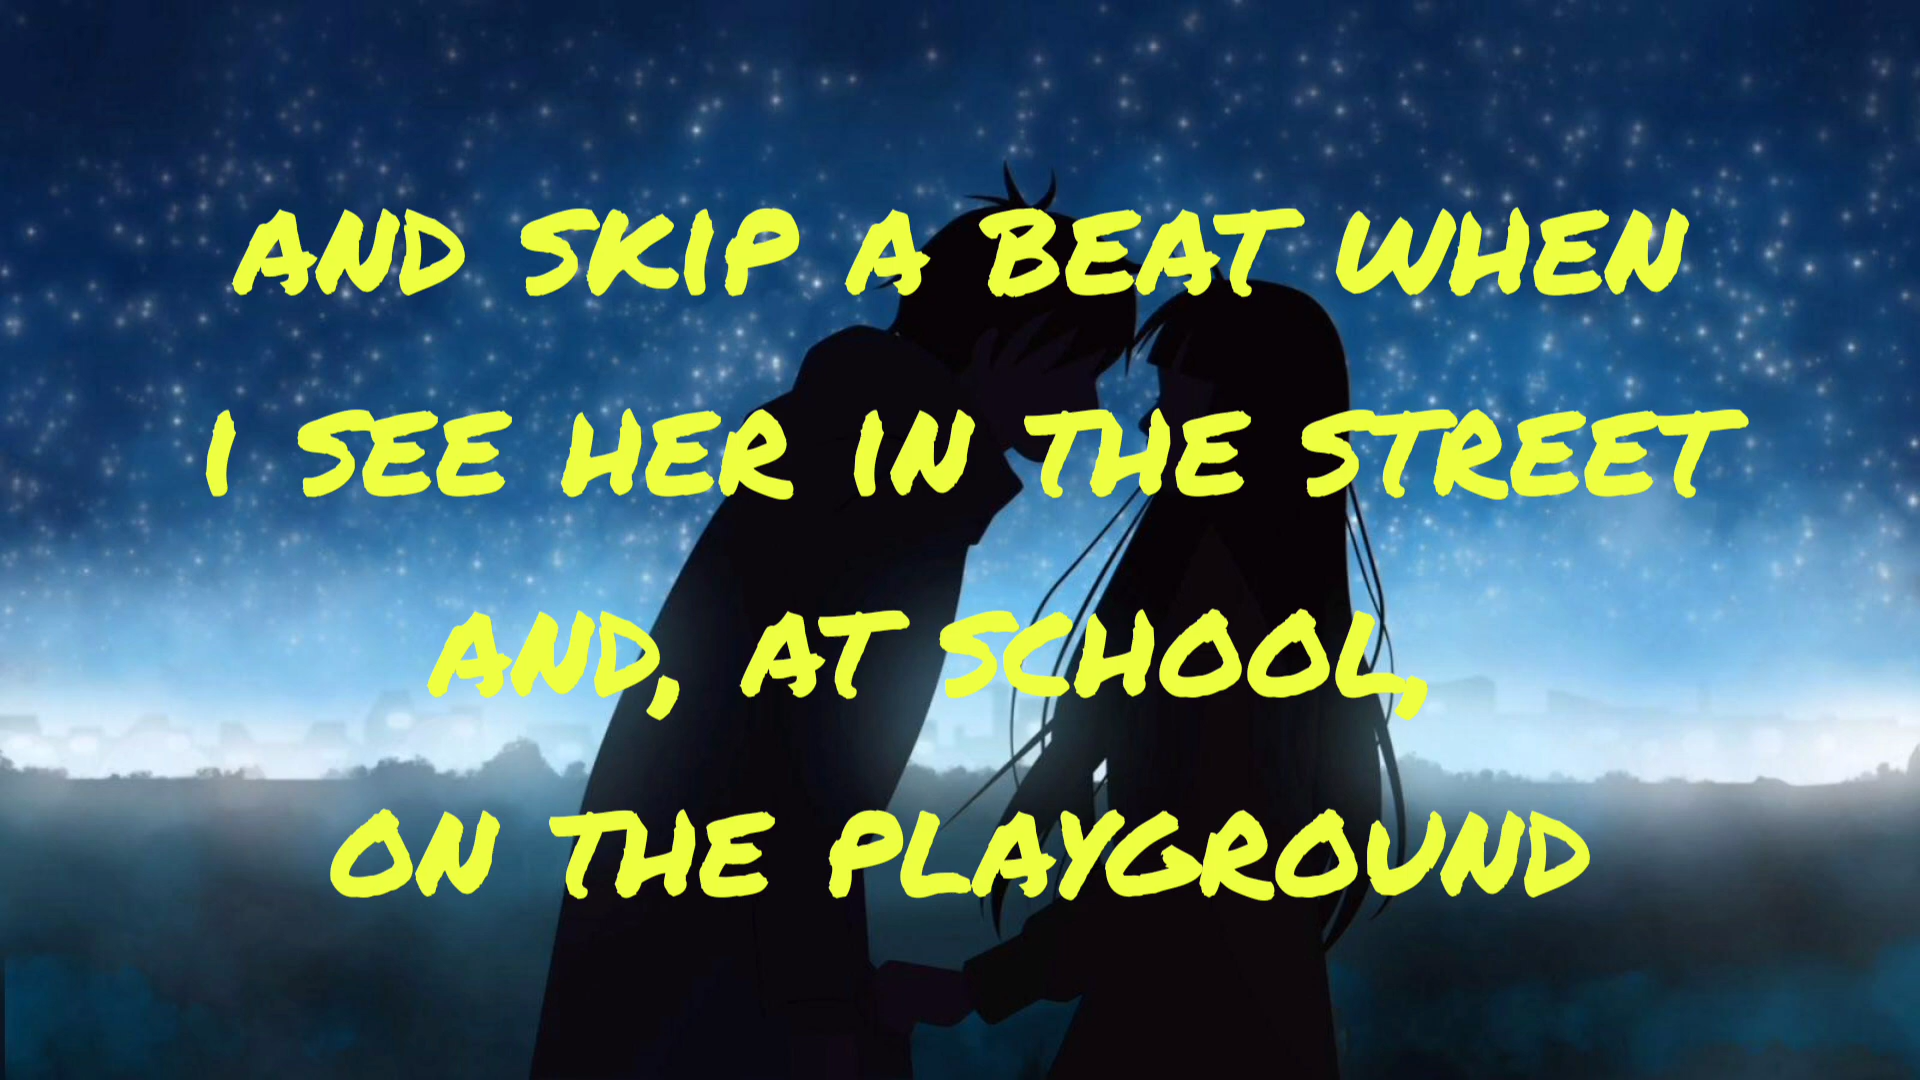 AND SKIP A BEAT WHEN
I SEE HER IN THE STREET
AND, AT SCHOOL,
ON THE PLAYGROUND